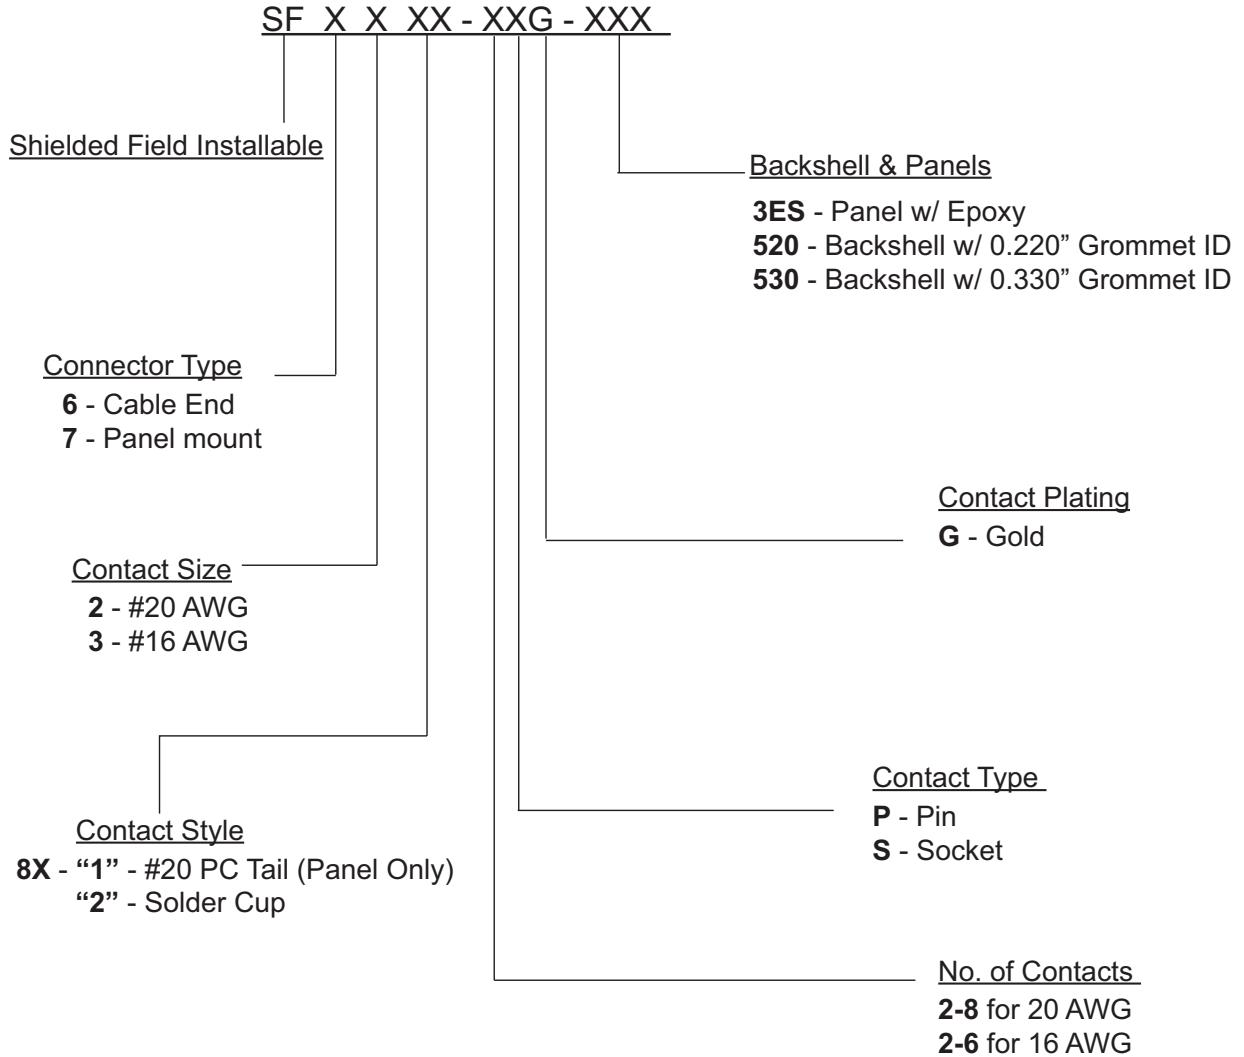 SF X X XX - XXG - XXX
Shielded Field Installable
Backshell & Panels
3ES - Panel w/ Epoxy
520 - Backshell w/ 0.220” Grommet ID
530 - Backshell w/ 0.330” Grommet ID
Connector Type
6 - Cable End
7 - Panel mount
Contact Plating
G - Gold
Contact Size
2 - #20 AWG
3 - #16 AWG
Contact Type
P - Pin
S - Socket
Contact Style
8X - “1” - #20 PC Tail (Panel Only)
“2” - Solder Cup
No. of Contacts
2-8 for 20 AWG
2-6 for 16 AWG